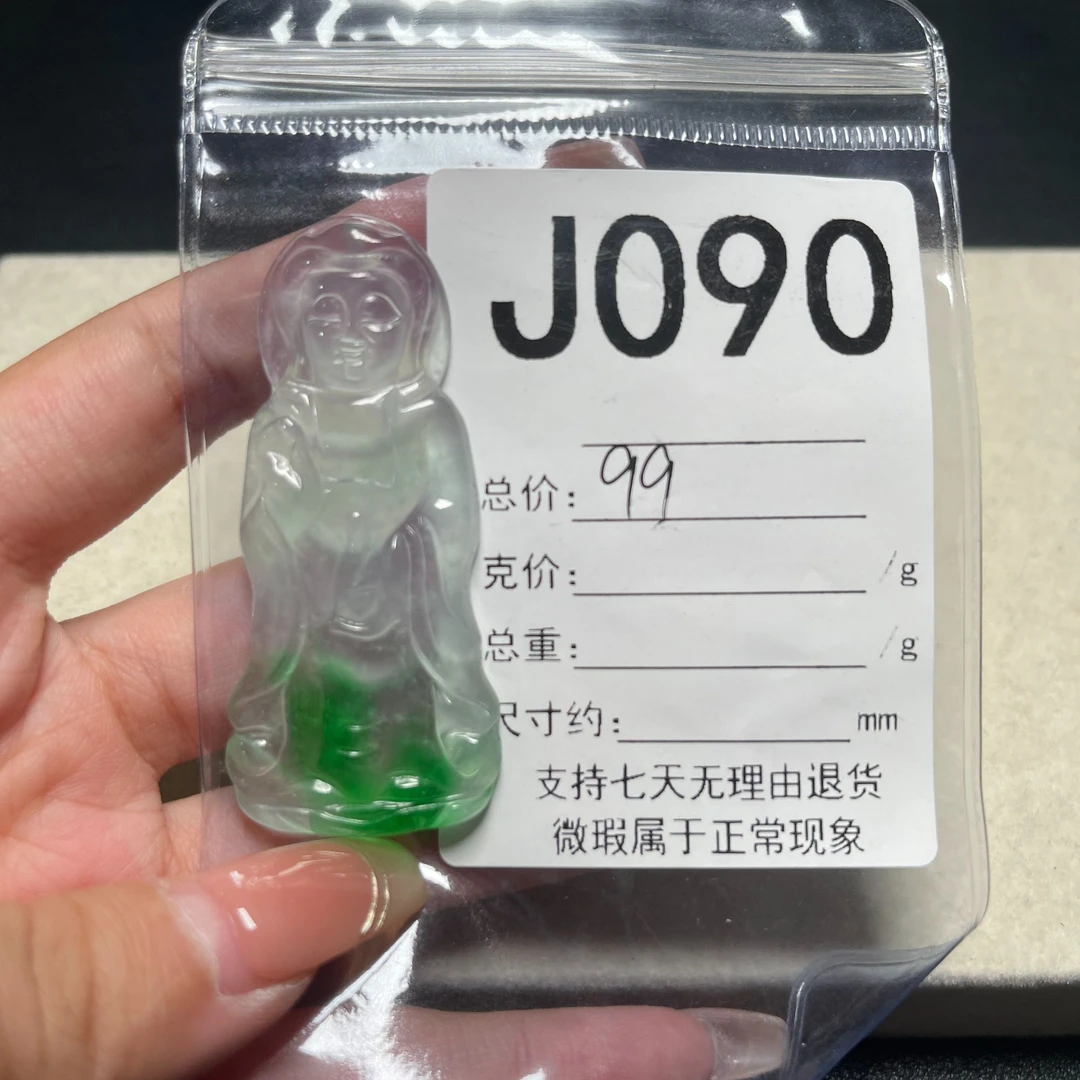 J090
总价：99
克价： /g
总重： /g
尺寸约： mm
支持七天无理由退货
微瑕属于正常现象